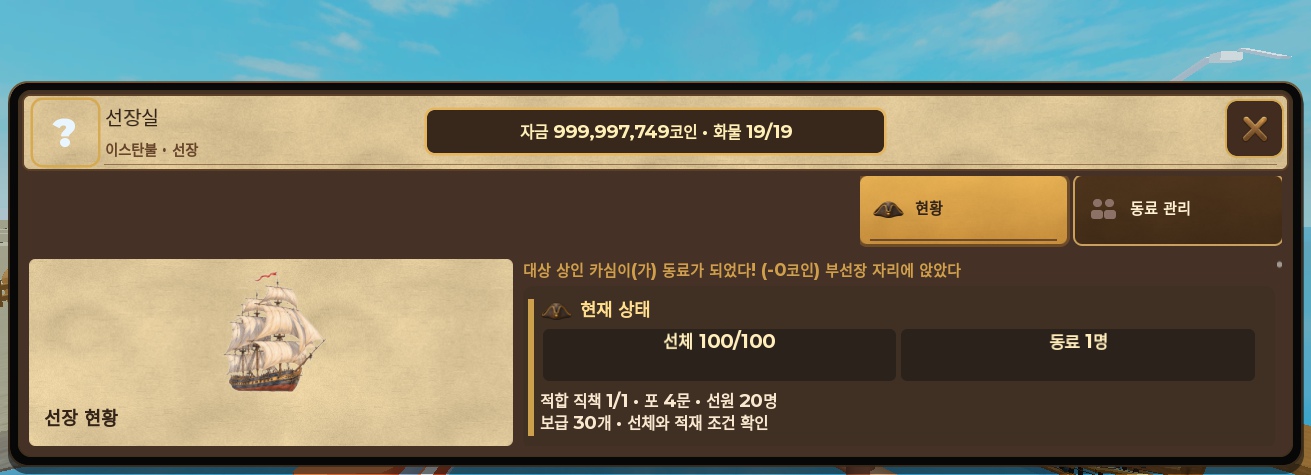 ?
선장실
이스탄불 • 선장
자금 999,997,749코인 • 화물 19/19
현황
동료 관리
선장 현황
대상 상인 카심이(가) 동료가 되었다! (-0코인) 부선장 자리에 앉았다
현재 상태
선체 100/100
동료 1명
적합 직책 1/1 • 포 4문 • 선원 20명
보급 30개 • 선체와 적재 조건 확인